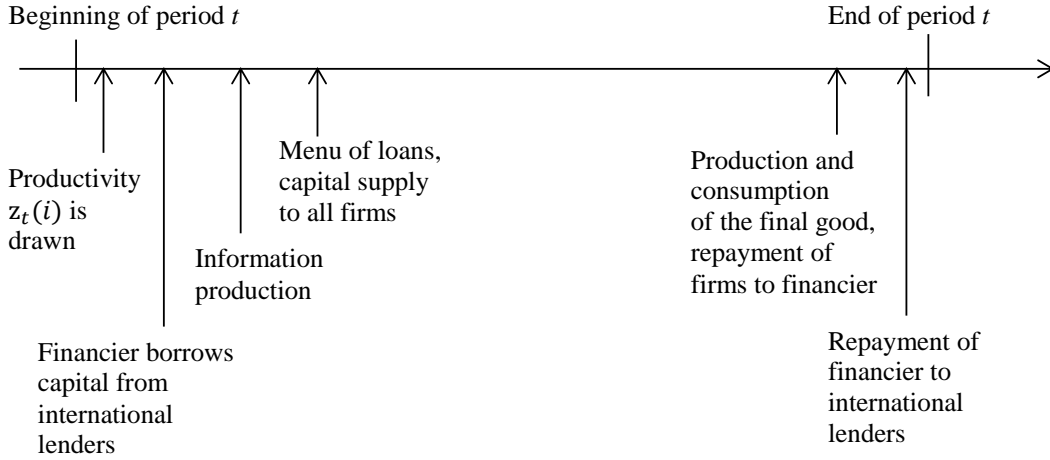 Beginning of period t
End of period t
Productivity
z_t(i) is
drawn
Financier borrows
capital from
international
lenders
Information
production
Menu of loans,
capital supply
to all firms
Production and
consumption
of the final good,
repayment of
firms to financier
Repayment of
financier to
international
lenders